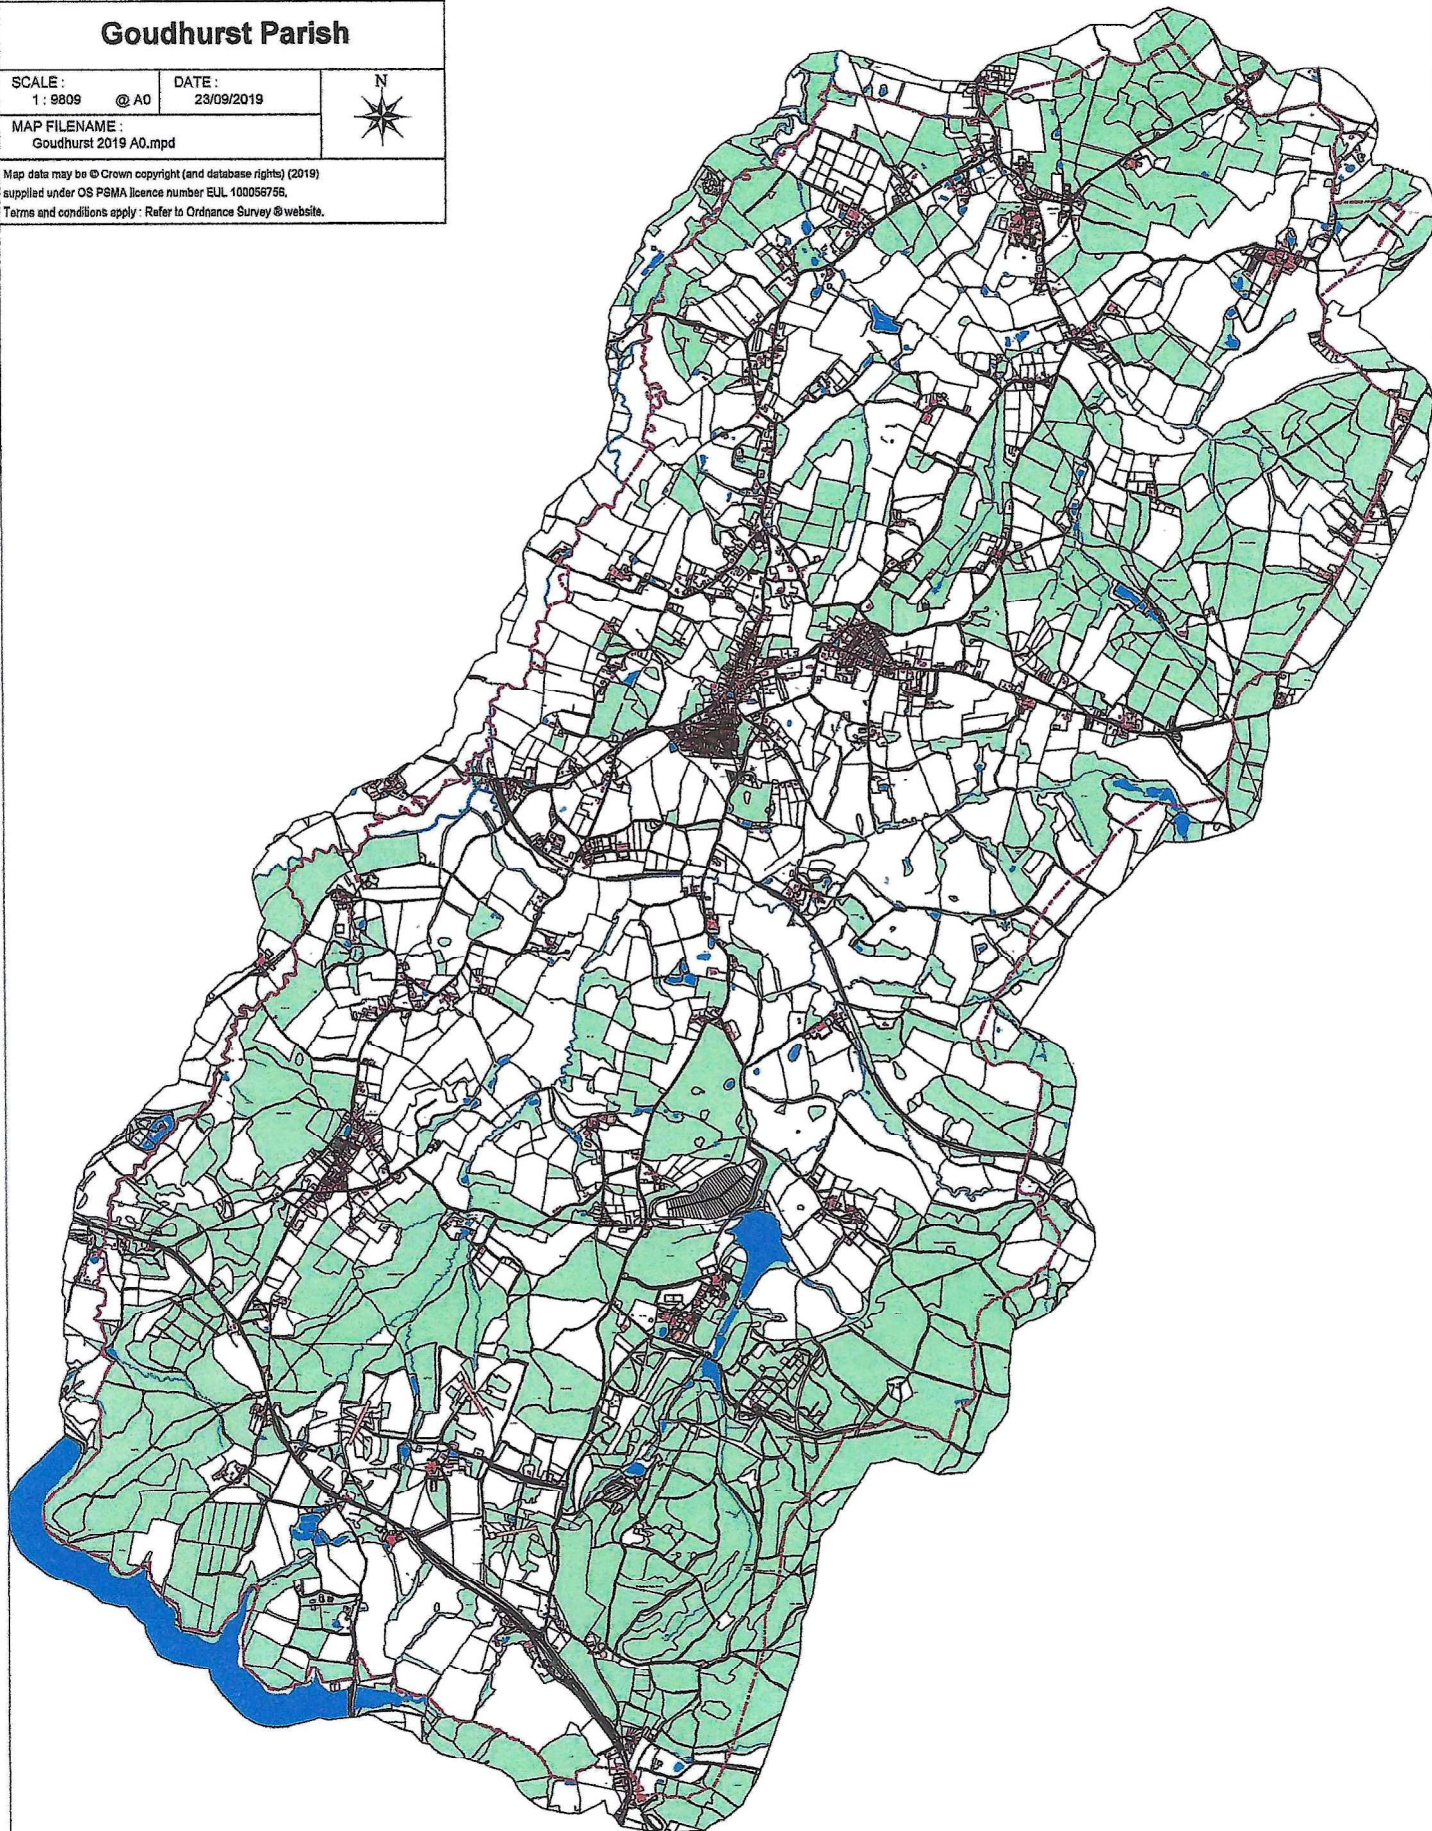 Goudhurst Parish
SCALE :
1 : 9809 @ A0
DATE :
23/09/2019
N
MAP FILENAME :
Goudhurst 2019 A0.mpd
Map data may be © Crown copyright (and database rights) (2019)
supplied under OS PSMA licence number EUL 100056756.
Terms and conditions apply : Refer to Ordnance Survey ® website.